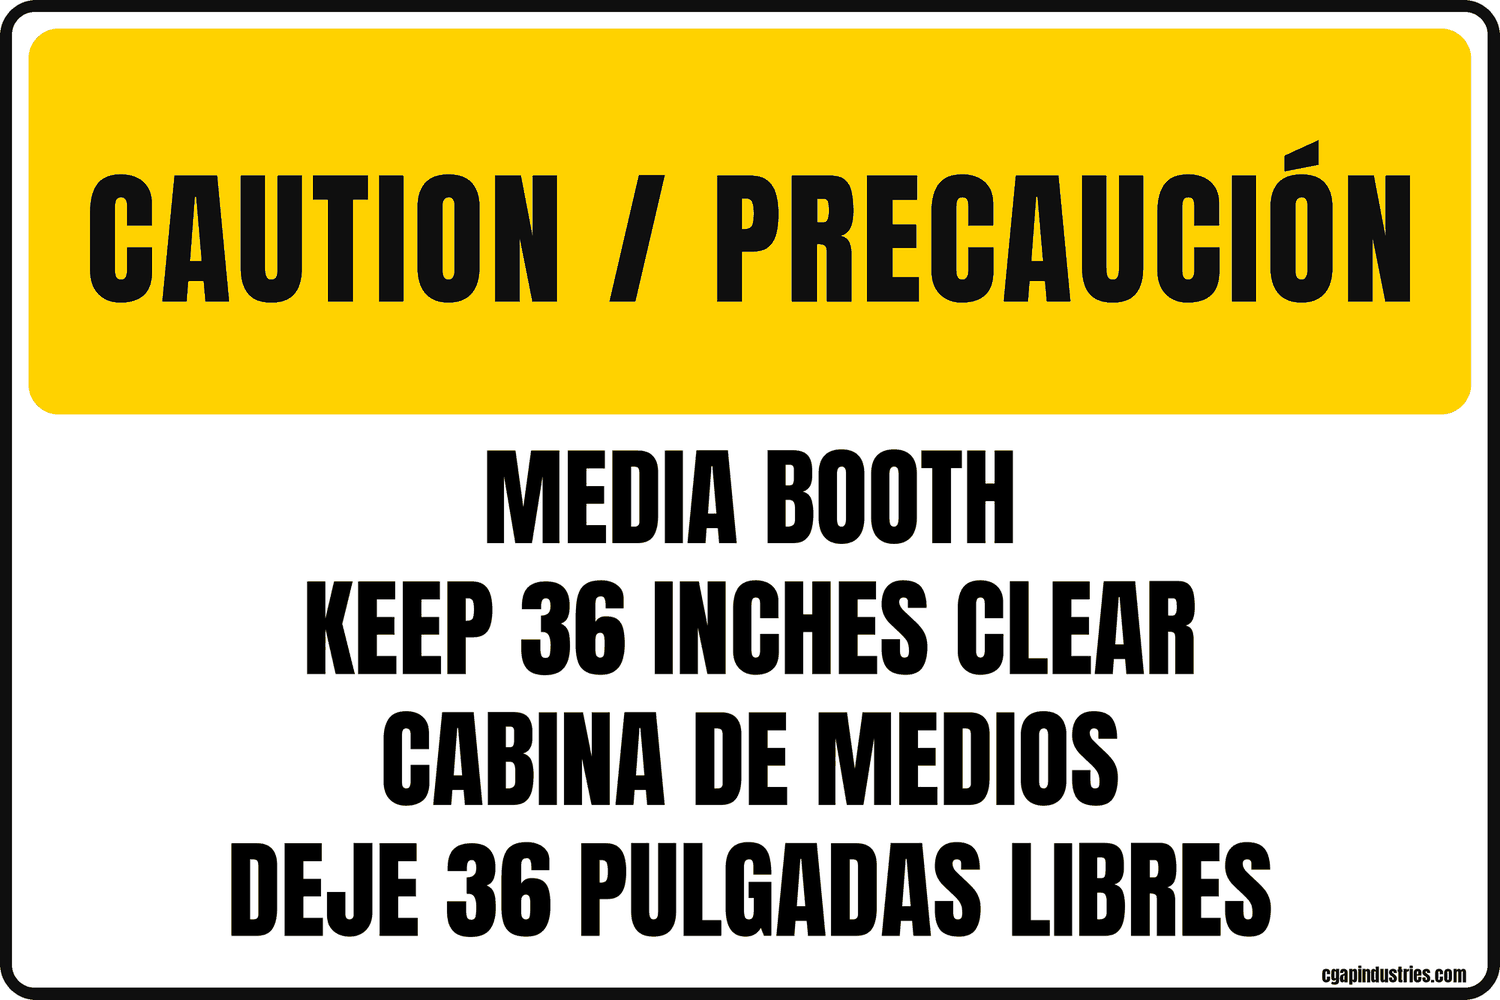 CAUTION / PRECAUCIÓN
MEDIA BOOTH
KEEP 36 INCHES CLEAR
CABINA DE MEDIOS
DEJE 36 PULGADAS LIBRES
cgapindustries.com